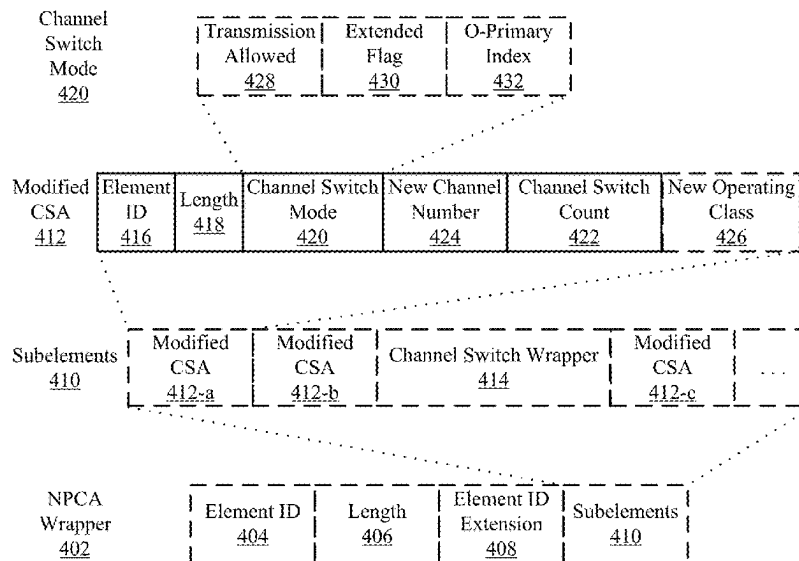 Channel Switch Mode 420
Transmission Allowed 428
Extended Flag 430
O-Primary Index 432
Modified CSA 412
Element ID 416
Length 418
Channel Switch Mode 420
New Channel Number 424
Channel Switch Count 422
New Operating Class 426
Subelements 410
Modified CSA 412-a
Modified CSA 412-b
Channel Switch Wrapper 414
Modified CSA 412-c
...
NPCA Wrapper 402
Element ID 404
Length 406
Element ID Extension 408
Subelements 410